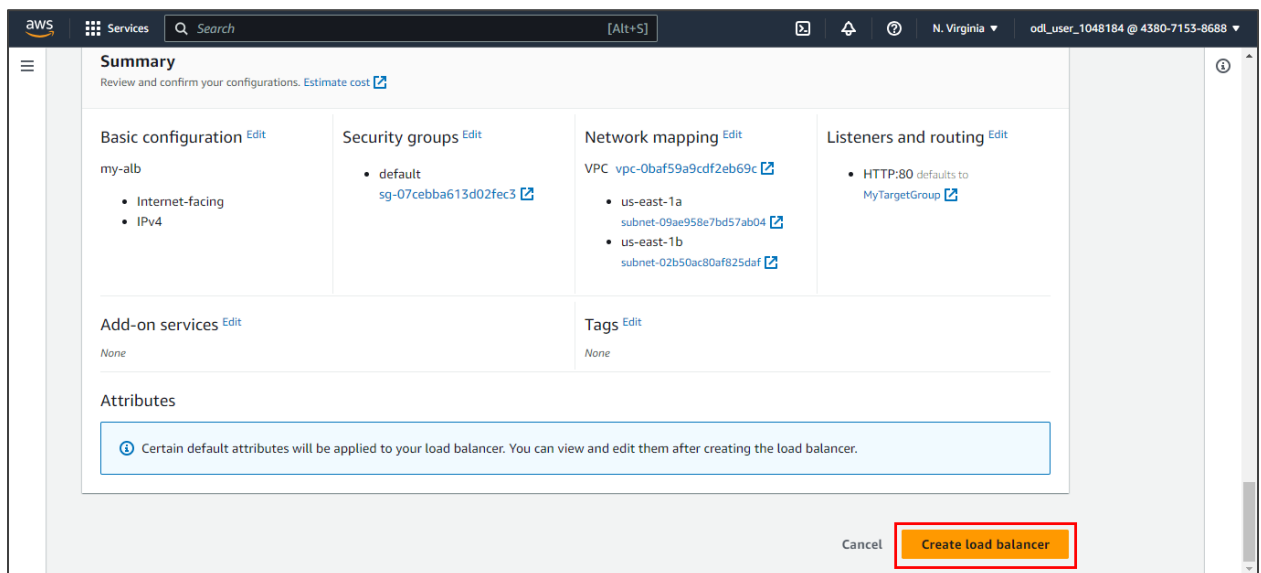 aws Services Search [Alt+S] N. Virginia ▼ odl_user_1048184 @ 4380-7153-8688 ▼
Summary
Review and confirm your configurations. Estimate cost
Basic configuration Edit
my-alb
• Internet-facing
• IPv4
Security groups Edit
• default
sg-07cebba613d02fec3
Network mapping Edit
VPC vpc-0baf59a9cdf2eb69c
• us-east-1a
subnet-09ae958e7bd57ab04
• us-east-1b
subnet-02b50ac80af825daf
Listeners and routing Edit
• HTTP:80 defaults to
MyTargetGroup
Add-on services Edit
None
Tags Edit
None
Attributes
Certain default attributes will be applied to your load balancer. You can view and edit them after creating the load balancer.
Cancel Create load balancer